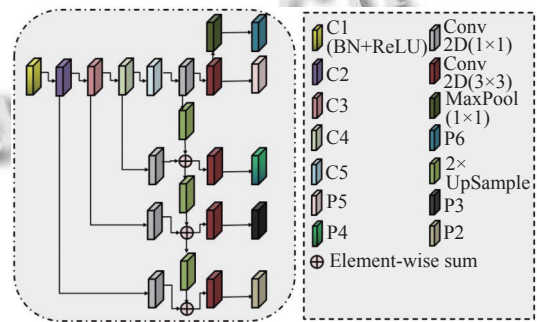 C1
(BN+ReLU)
C2
C3
C4
C5
P5
P4
Conv
2D(1×1)
Conv
2D(3×3)
MaxPool
(1×1)
P6
2×
UpSample
P3
P2
Element-wise sum